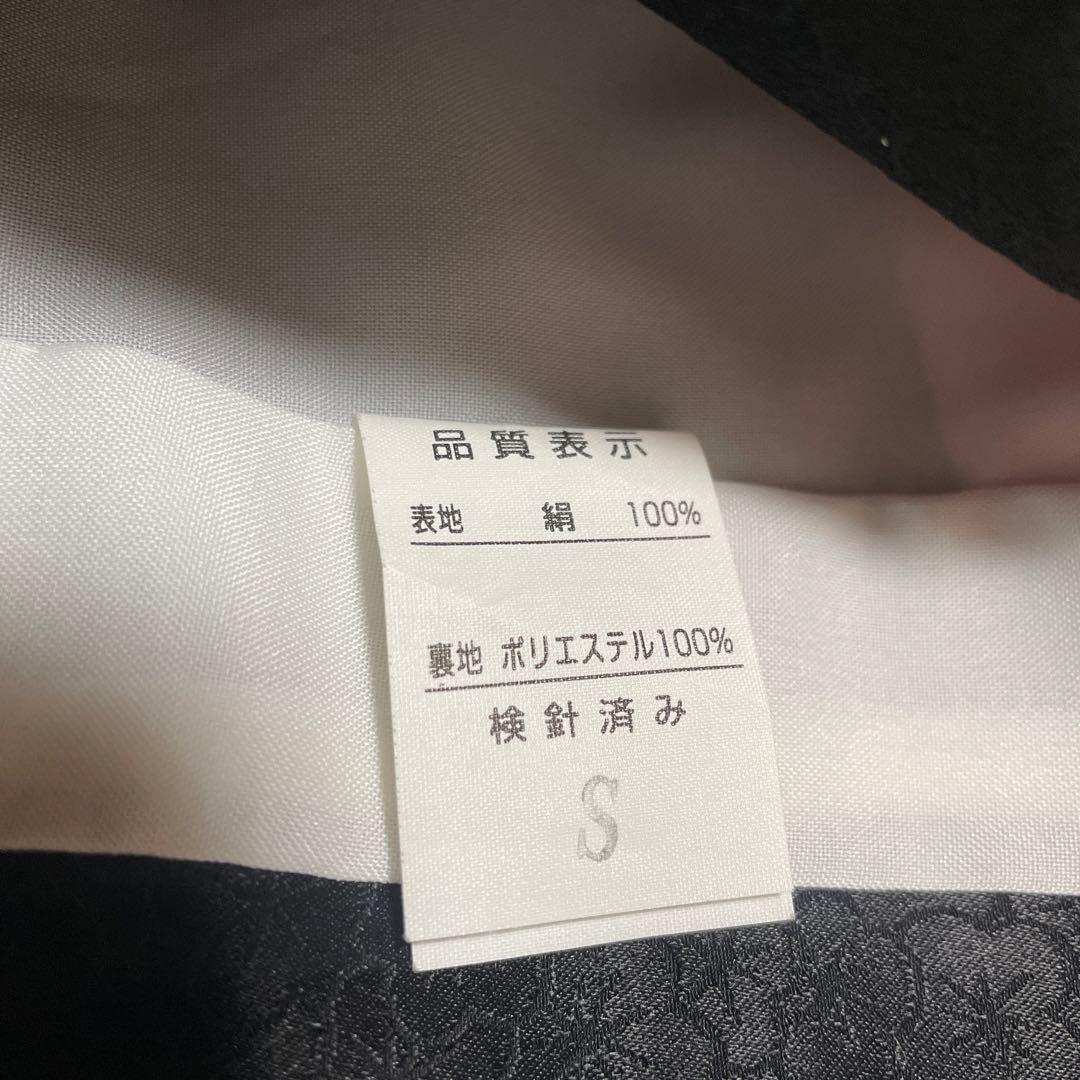 品質表示
表地 絹 100%
裏地 ポリエステル100%
検針済み
S